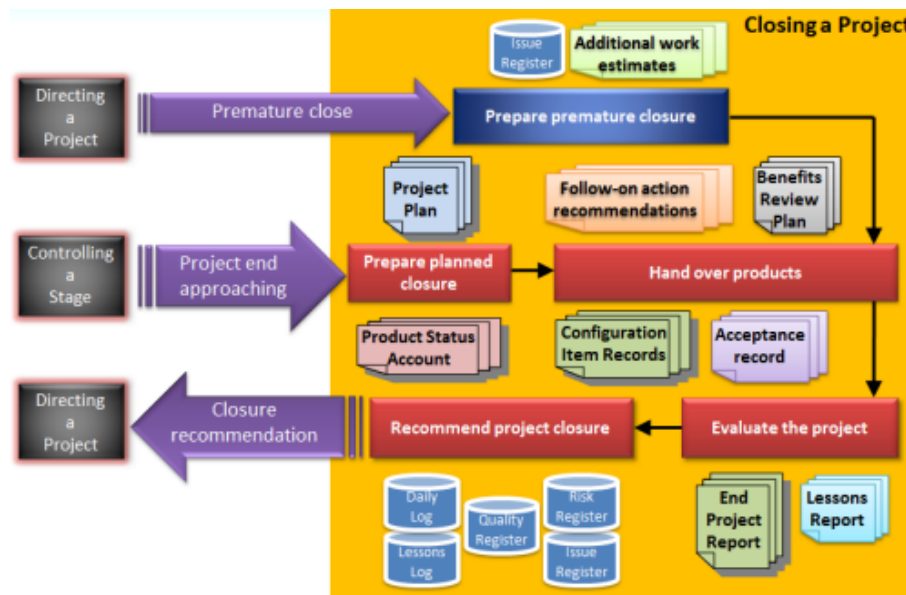 Closing a Project
Issue
Register
Additional work
estimates
Directing
a
Project
Premature close
Prepare premature closure
Project
Plan
Follow-on action
recommendations
Benefits
Review
Plan
Controlling
a
Stage
Project end
approaching
Prepare planned
closure
Hand over products
Product Status
Account
Configuration
Item Records
Acceptance
record
Directing
a
Project
Closure
recommendation
Recommend project closure
Evaluate the project
Daily
Log
Quality
Register
Risk
Register
Lessons
Log
Issue
Register
End
Project
Report
Lessons
Report